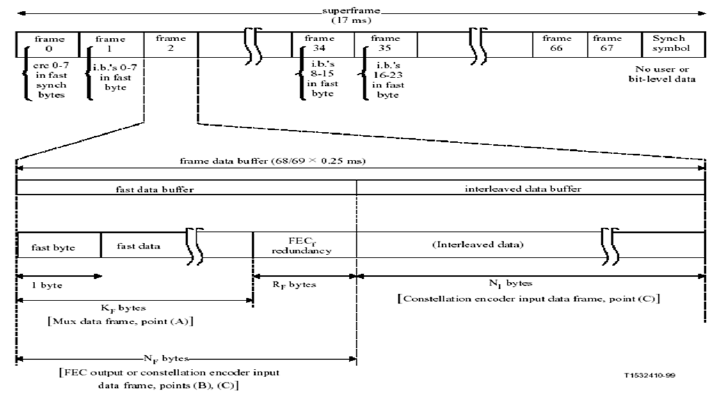 superframe
(17 ms)
frame
0
frame
1
frame
2
frame
34
frame
35
frame
66
frame
67
Synch
symbol
crc 0-7
in fast
synch
bytes
i.b.'s 0-7
in fast
byte
i.b.'s
8-15
in fast
byte
i.b.'s
16-23
in fast
byte
No user or
bit-level data
frame data buffer (68/69 × 0.25 ms)
fast data buffer
interleaved data buffer
fast byte
fast data
FECf
redundancy
(Interleaved data)
1 byte
RF bytes
NI bytes
KF bytes
[Constellation encoder input data frame, point (C)]
[Mux data frame, point (A)]
NF bytes
[FEC output or constellation encoder input
data frame, points (B), (C)]
T1532410-99